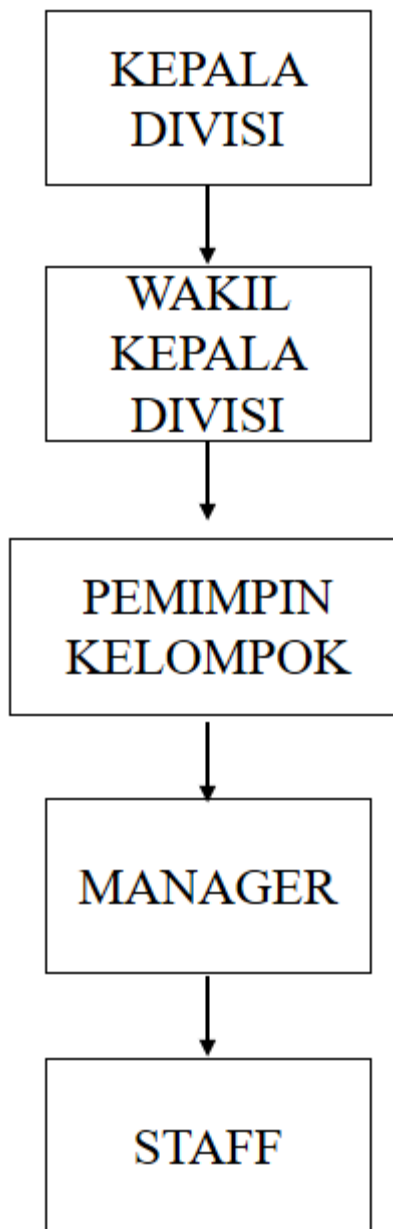 KEPALA
DIVISI
WAKIL
KEPALA
DIVISI
PEMIMPIN
KELOMPOK
MANAGER
STAFF